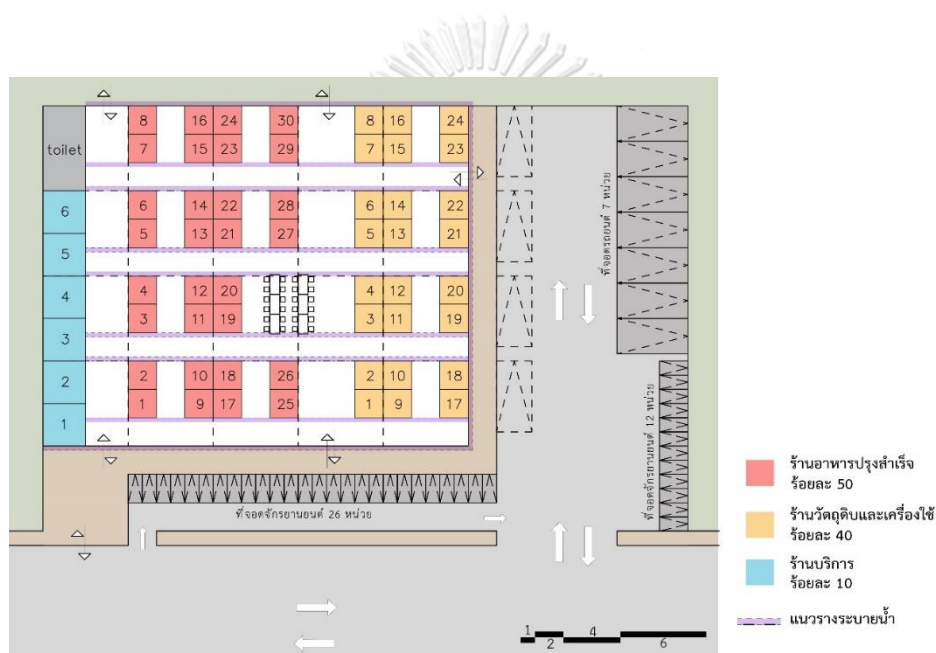 8 16 24 30 8 16 24
toilet 7 15 23 29 7 15 23
6 6 14 22 28 6 14 22
5 5 13 21 27 5 13 21
4 4 12 20 4 12 20
3 3 11 19 3 11 19
2 2 10 18 26 2 10 18
1 1 9 17 25 1 9 17
ที่จอดรถยนต์ 7 หน่วย
ที่จอดจักรยานยนต์ 12 หน่วย
ที่จอดจักรยานยนต์ 26 หน่วย
ร้านอาหารปรุงสำเร็จ
ร้อยละ 50
ร้านวัตถุดิบและเครื่องใช้
ร้อยละ 40
ร้านบริการ
ร้อยละ 10
แนวรางระบายน้ำ
1 4
2 6